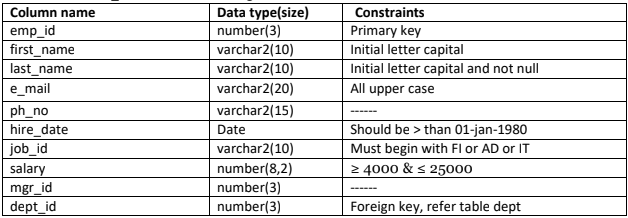 Column name Data type(size) Constraints
emp_id number(3) Primary key
first_name varchar2(10) Initial letter capital
last_name varchar2(10) Initial letter capital and not null
e_mail varchar2(20) All upper case
ph_no varchar2(15) ------
hire_date Date Should be > than 01-jan-1980
job_id varchar2(10) Must begin with FI or AD or IT
salary number(8,2) ≥ 4000 & ≤ 25000
mgr_id number(3) ------
dept_id number(3) Foreign key, refer table dept